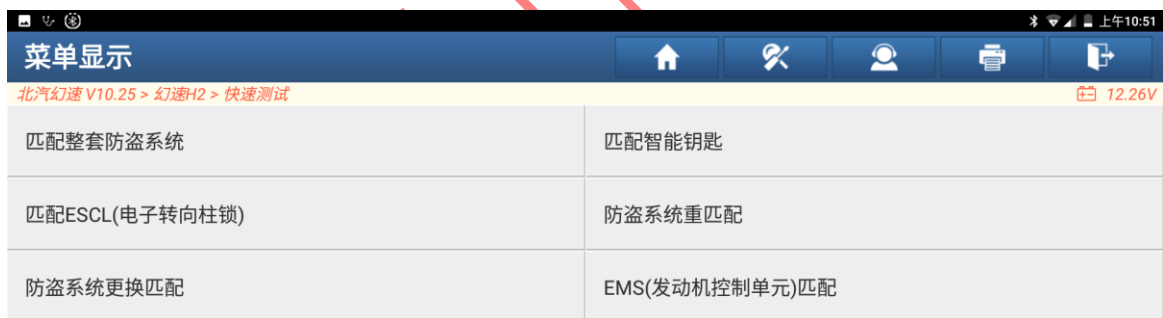 上午10:51
菜单显示
北汽幻速 V10.25 > 幻速H2 > 快速测试
12.26V
匹配整套防盗系统
匹配智能钥匙
匹配ESCL(电子转向柱锁)
防盗系统重匹配
防盗系统更换匹配
EMS(发动机控制单元)匹配